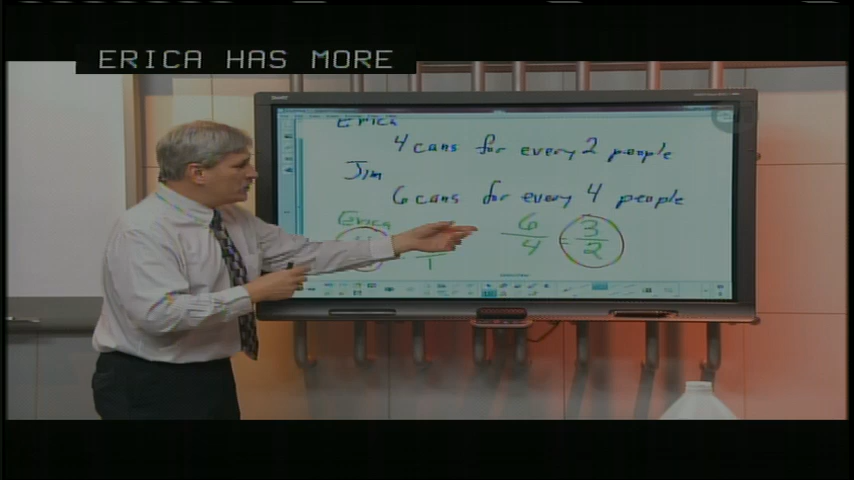 ERICA HAS MORE
Erica
4 cans for every 2 people
Jim
6 cans for every 4 people
Erica
6 3
4 = 2
1